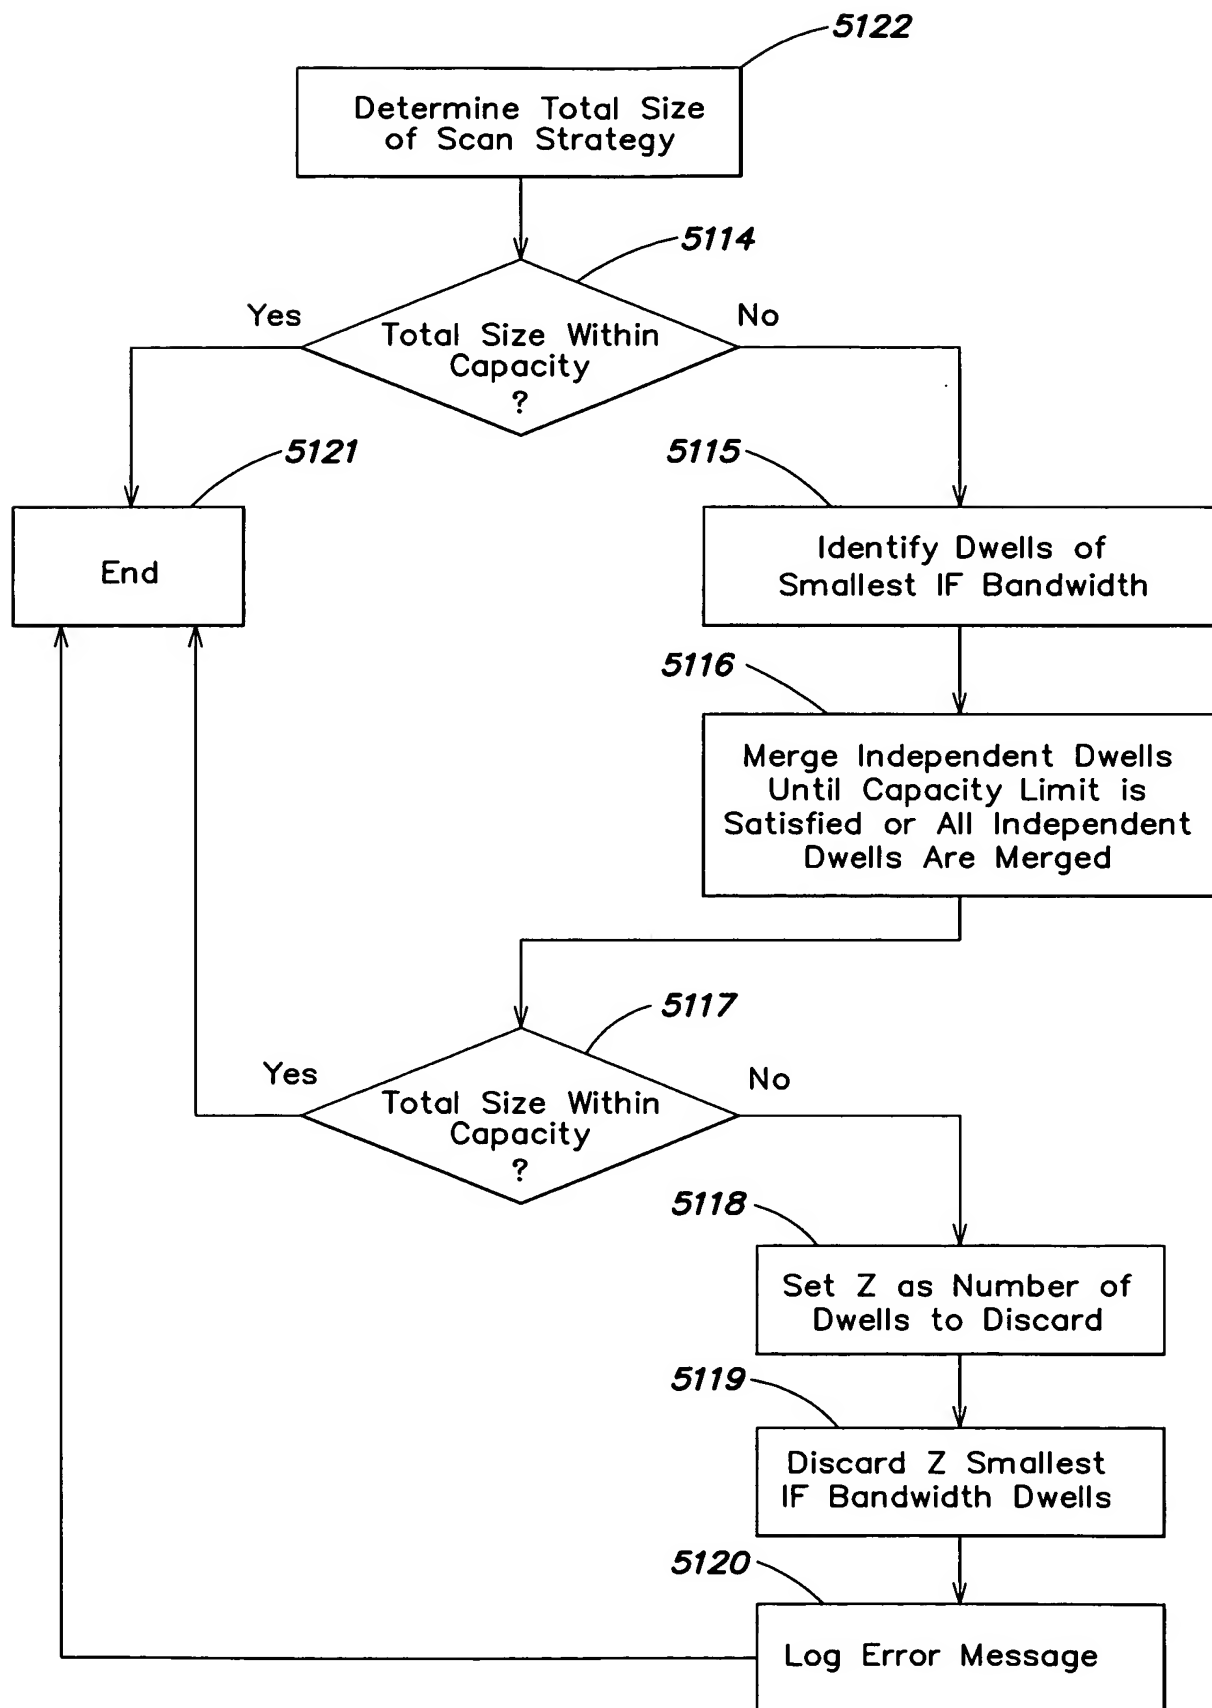 5122
Determine Total Size
of Scan Strategy
5114
Yes
No
Total Size Within
Capacity
?
5121
5115
End
Identify Dwells of
Smallest IF Bandwidth
5116
Merge Independent Dwells
Until Capacity Limit is
Satisfied or All Independent
Dwells Are Merged
5117
Yes
No
Total Size Within
Capacity
?
5118
Set Z as Number of
Dwells to Discard
5119
Discard Z Smallest
IF Bandwidth Dwells
5120
Log Error Message